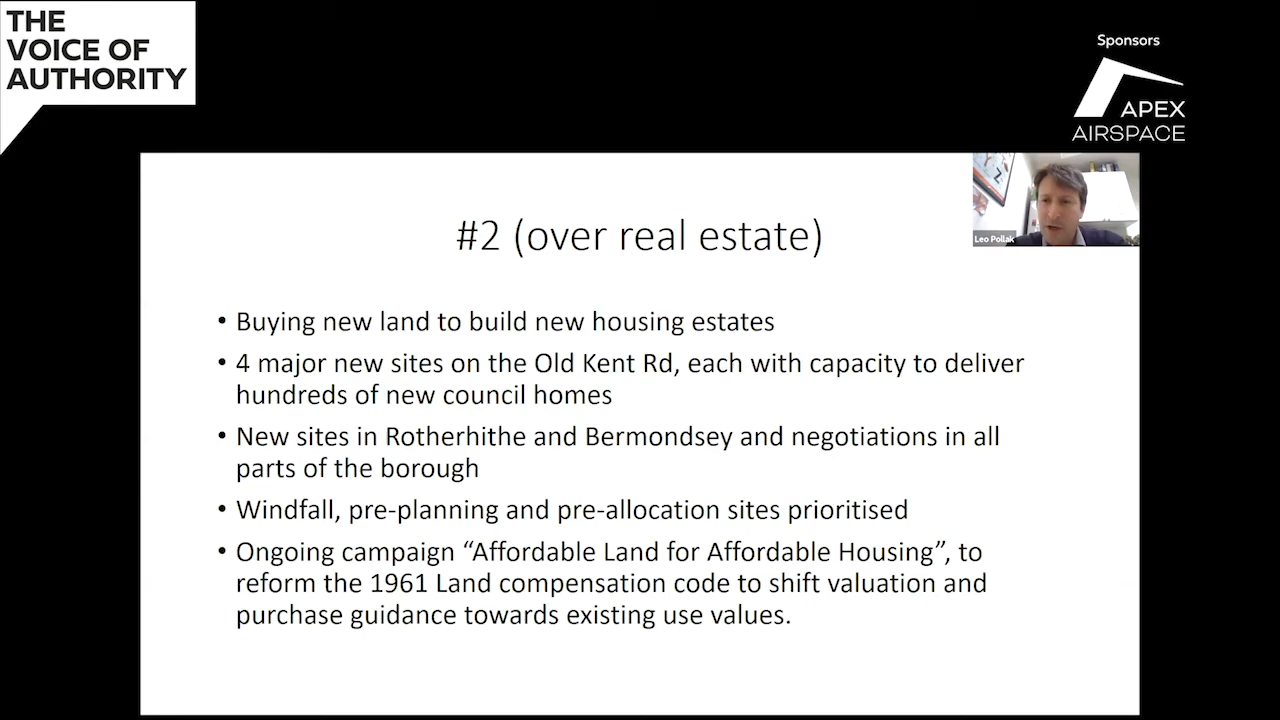 THE
VOICE OF
AUTHORITY
Sponsors
APEX
AIRSPACE
Leo Pollak
#2 (over real estate)
• Buying new land to build new housing estates
• 4 major new sites on the Old Kent Rd, each with capacity to deliver
hundreds of new council homes
• New sites in Rotherhithe and Bermondsey and negotiations in all
parts of the borough
• Windfall, pre-planning and pre-allocation sites prioritised
• Ongoing campaign “Affordable Land for Affordable Housing”, to
reform the 1961 Land compensation code to shift valuation and
purchase guidance towards existing use values.